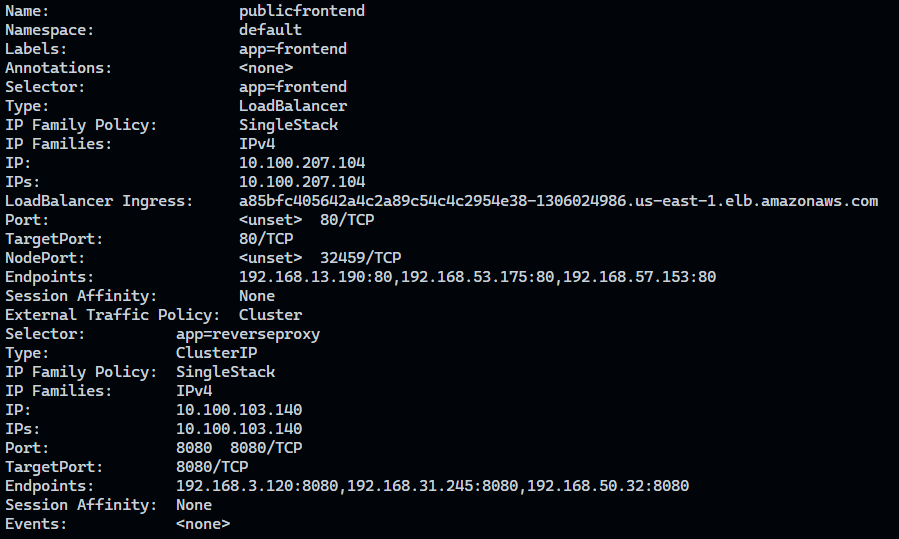 Name:                     publicfrontend
Namespace:                default
Labels:                   app=frontend
Annotations:              <none>
Selector:                 app=frontend
Type:                     LoadBalancer
IP Family Policy:         SingleStack
IP Families:              IPv4
IP:                       10.100.207.104
IPs:                      10.100.207.104
LoadBalancer Ingress:     a85bfc405642a4c2a89c54c4c2954e38-1306024986.us-east-1.elb.amazonaws.com
Port:                     <unset>  80/TCP
TargetPort:               80/TCP
NodePort:                 <unset>  32459/TCP
Endpoints:                192.168.13.190:80,192.168.53.175:80,192.168.57.153:80
Session Affinity:         None
External Traffic Policy:  Cluster
Selector:          app=reverseproxy
Type:              ClusterIP
IP Family Policy:  SingleStack
IP Families:       IPv4
IP:                10.100.103.140
IPs:               10.100.103.140
Port:              8080  8080/TCP
TargetPort:        8080/TCP
Endpoints:         192.168.3.120:8080,192.168.31.245:8080,192.168.50.32:8080
Session Affinity:  None
Events:            <none>